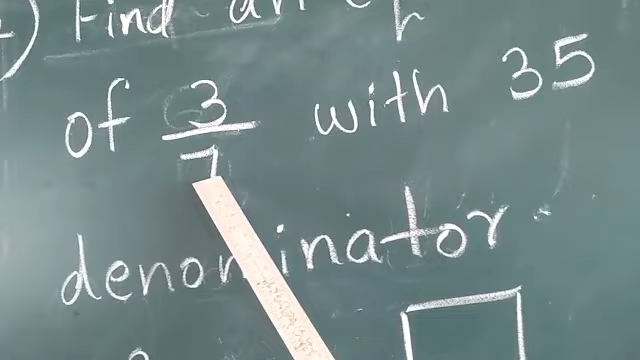 ) Find an
of 3/7 with 35
denominator.